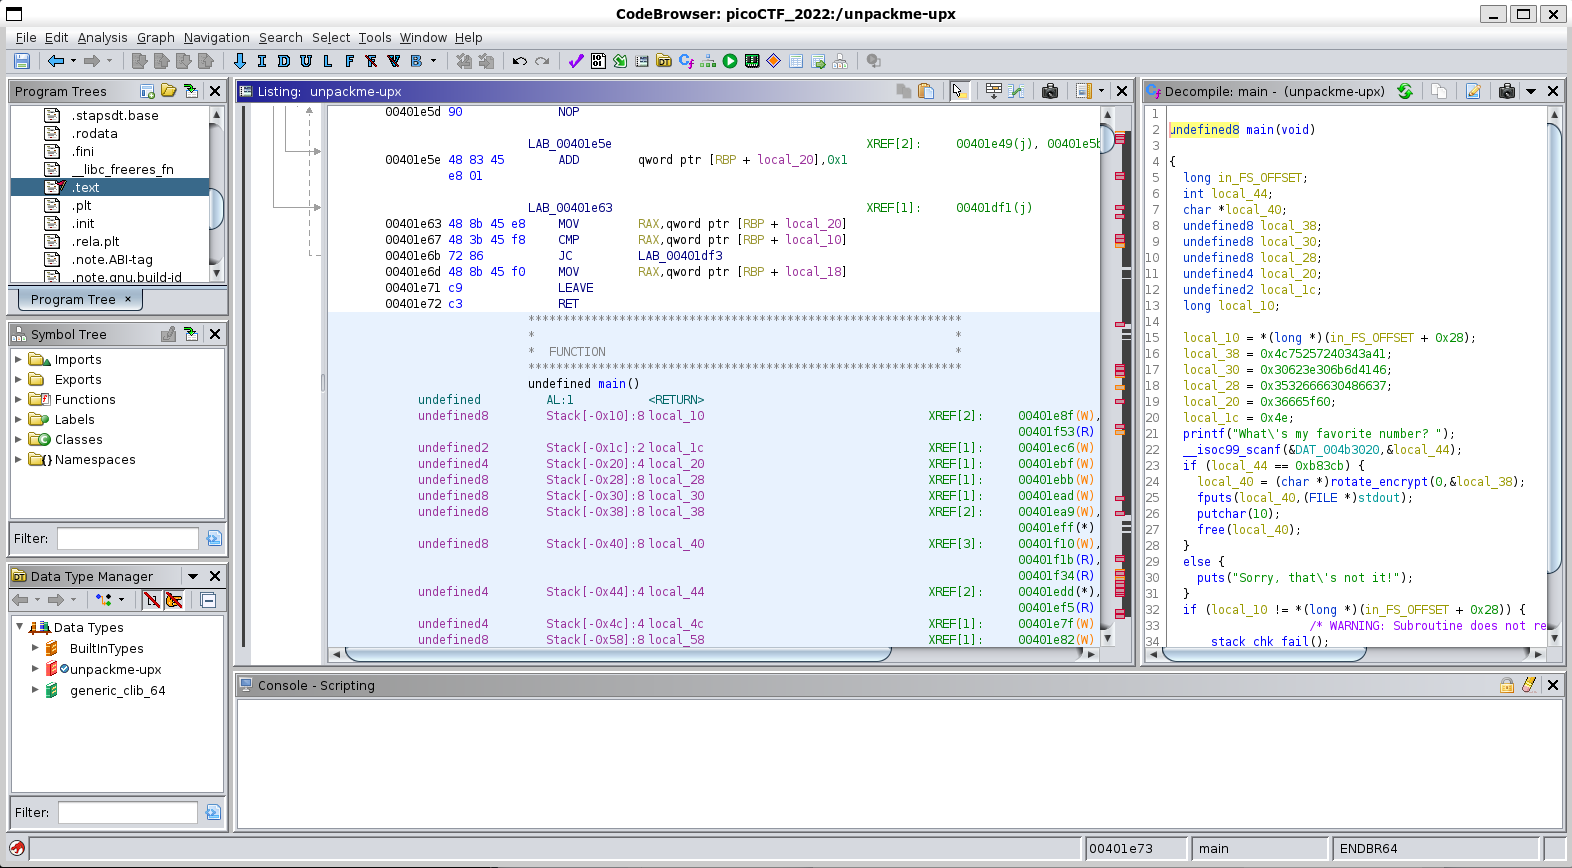 CodeBrowser: picoCTF_2022:/unpackme-upx
File Edit Analysis Graph Navigation Search Select Tools Window Help
I D U L F F V B
Program Trees
.stapsdt.base
.rodata
.fini
__libc_freeres_fn
.text
.plt
.init
.rela.plt
.note.ABI-tag
.note.gnu.build-id
Program Tree ×
Symbol Tree
Imports
Exports
Functions
Labels
Classes
Namespaces
Filter:
Data Type Manager
Data Types
BuiltInTypes
unpackme-upx
generic_clib_64
Filter:
Listing: unpackme-upx
00401e5d 90 NOP
LAB_00401e5e XREF[2]: 00401e49(j), 00401e5b
00401e5e 48 83 45 ADD qword ptr [RBP + local_20],0x1
e8 01
LAB_00401e63 XREF[1]: 00401df1(j)
00401e63 48 8b 45 e8 MOV RAX,qword ptr [RBP + local_20]
00401e67 48 3b 45 f8 CMP RAX,qword ptr [RBP + local_10]
00401e6b 72 86 JC LAB_00401df3
00401e6d 48 8b 45 f0 MOV RAX,qword ptr [RBP + local_18]
00401e71 c9 LEAVE
00401e72 c3 RET
**************************************************************
* *
* FUNCTION *
**************************************************************
undefined main()
undefined AL:1 <RETURN>
undefined8 Stack[-0x10]:8 local_10 XREF[2]: 00401e8f(W),
00401f53(R)
undefined2 Stack[-0x1c]:2 local_1c XREF[1]: 00401ec6(W)
undefined4 Stack[-0x20]:4 local_20 XREF[1]: 00401ebf(W)
undefined8 Stack[-0x28]:8 local_28 XREF[1]: 00401ebb(W)
undefined8 Stack[-0x30]:8 local_30 XREF[1]: 00401ead(W)
undefined8 Stack[-0x38]:8 local_38 XREF[2]: 00401ea9(W),
00401eff(*)
undefined8 Stack[-0x40]:8 local_40 XREF[3]: 00401f10(W),
00401f1b(R)
00401f34(R)
undefined4 Stack[-0x44]:4 local_44 XREF[2]: 00401edd(*),
00401ef5(R)
undefined4 Stack[-0x4c]:4 local_4c XREF[1]: 00401e7f(W)
undefined8 Stack[-0x58]:8 local_58 XREF[1]: 00401e82(W)
Decompile: main - (unpackme-upx)
1
2 undefined8 main(void)
3
4 {
5 long in_FS_OFFSET;
6 int local_44;
7 char *local_40;
8 undefined8 local_38;
9 undefined8 local_30;
10 undefined8 local_28;
11 undefined4 local_20;
12 undefined2 local_1c;
13 long local_10;
14
15 local_10 = *(long *)(in_FS_OFFSET + 0x28);
16 local_38 = 0x4c75257240343a41;
17 local_30 = 0x30623e306b6d4146;
18 local_28 = 0x3532666630486637;
19 local_20 = 0x36665f60;
20 local_1c = 0x4e;
21 printf("What\'s my favorite number? ");
22 __isoc99_scanf(&DAT_004b3020,&local_44);
23 if (local_44 == 0xb83cb) {
24 local_40 = (char *)rotate_encrypt(0,&local_38);
25 fputs(local_40,(FILE *)stdout);
26 putchar(10);
27 free(local_40);
28 }
29 else {
30 puts("Sorry, that\'s not it!");
31 }
32 if (local_10 != *(long *)(in_FS_OFFSET + 0x28)) {
33 /* WARNING: Subroutine does not re
34 stack chk fail();
Console - Scripting
00401e73 main ENDBR64